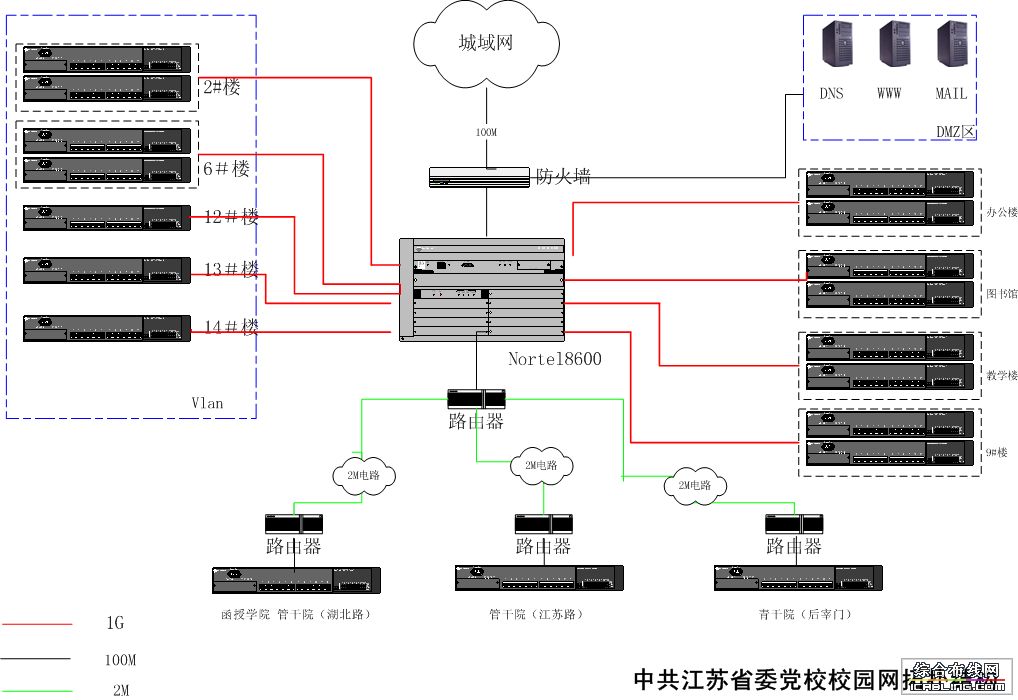 城域网
100M
防火墙
DNS
WWW
MAIL
DMZ区
2#楼
6#楼
12#楼
13#楼
14#楼
Vlan
办公楼
图书馆
教学楼
9#楼
Nortel8600
路由器
2M电路
2M电路
2M电路
路由器
路由器
路由器
函授学院 管干院（湖北路）
管干院（江苏路）
青干院（后宰门）
1G
100M
2M
中共江苏省委党校校园网
综合布线网